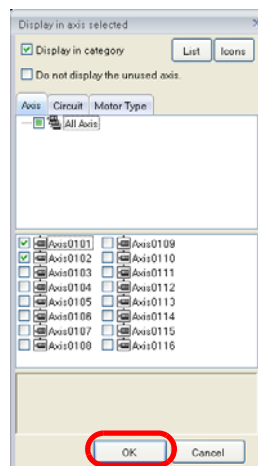 Display in axis selected
Display in category
List
Icons
Do not display the unused axis.
Axis Circuit Motor Type
All Axis
Axis0101 Axis0109
Axis0102 Axis0110
Axis0103 Axis0111
Axis0104 Axis0112
Axis0105 Axis0113
Axis0106 Axis0114
Axis0107 Axis0115
Axis0108 Axis0116
OK
Cancel